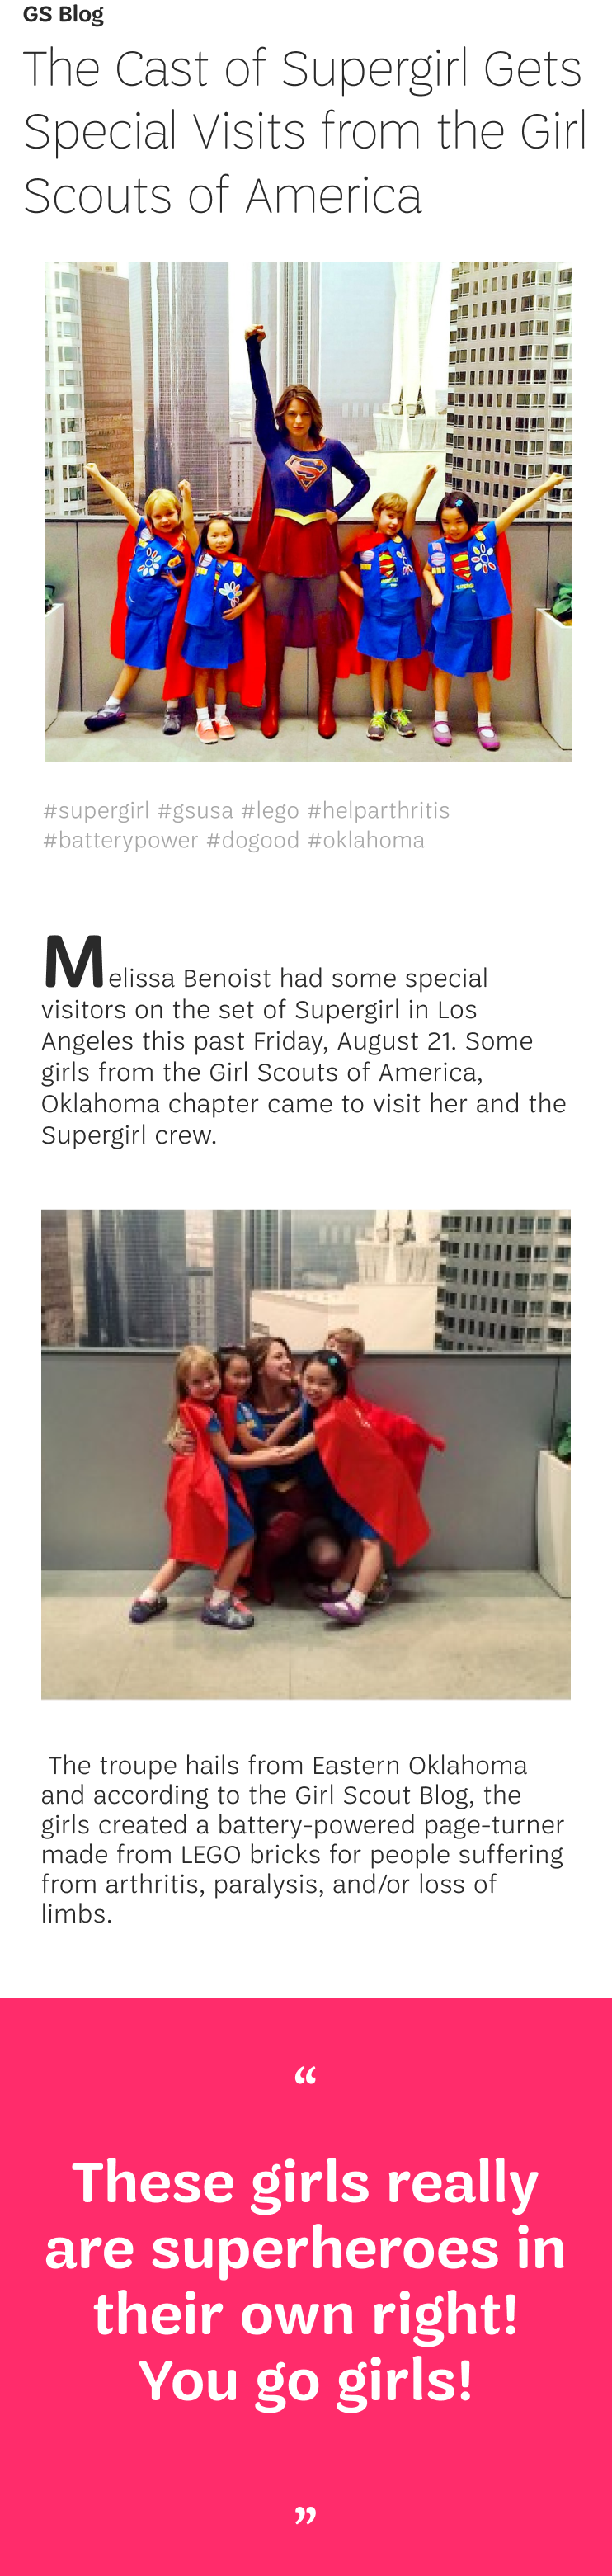 GS Blog
The Cast of Supergirl Gets
Special Visits from the Girl
Scouts of America
#supergirl #gsusa #lego #helparthritis
#batterypower #dogood #oklahoma
Melissa Benoist had some special
visitors on the set of Supergirl in Los
Angeles this past Friday, August 21. Some
girls from the Girl Scouts of America,
Oklahoma chapter came to visit her and the
Supergirl crew.
The troupe hails from Eastern Oklahoma
and according to the Girl Scout Blog, the
girls created a battery-powered page-turner
made from LEGO bricks for people suffering
from arthritis, paralysis, and/or loss of
limbs.
“
These girls really
are superheroes in
their own right!
You go girls!
”